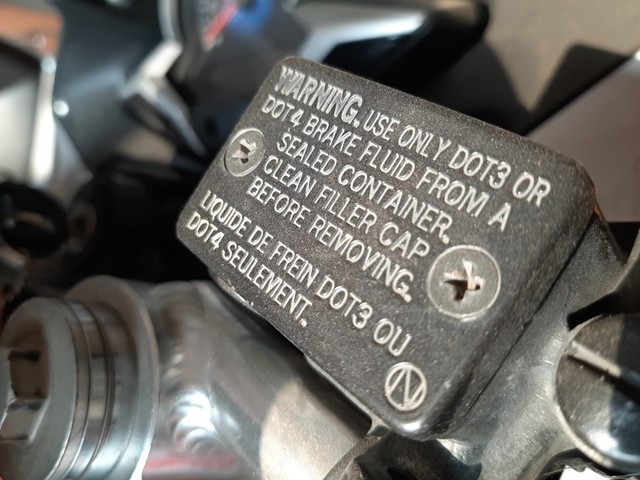 WARNING. USE ONLY DOT3 OR
DOT4 BRAKE FLUID FROM A
SEALED CONTAINER.
CLEAN FILLER CAP
BEFORE REMOVING.
LIQUIDE DE FREIN DOT3 OU
DOT4 SEULEMENT.
N